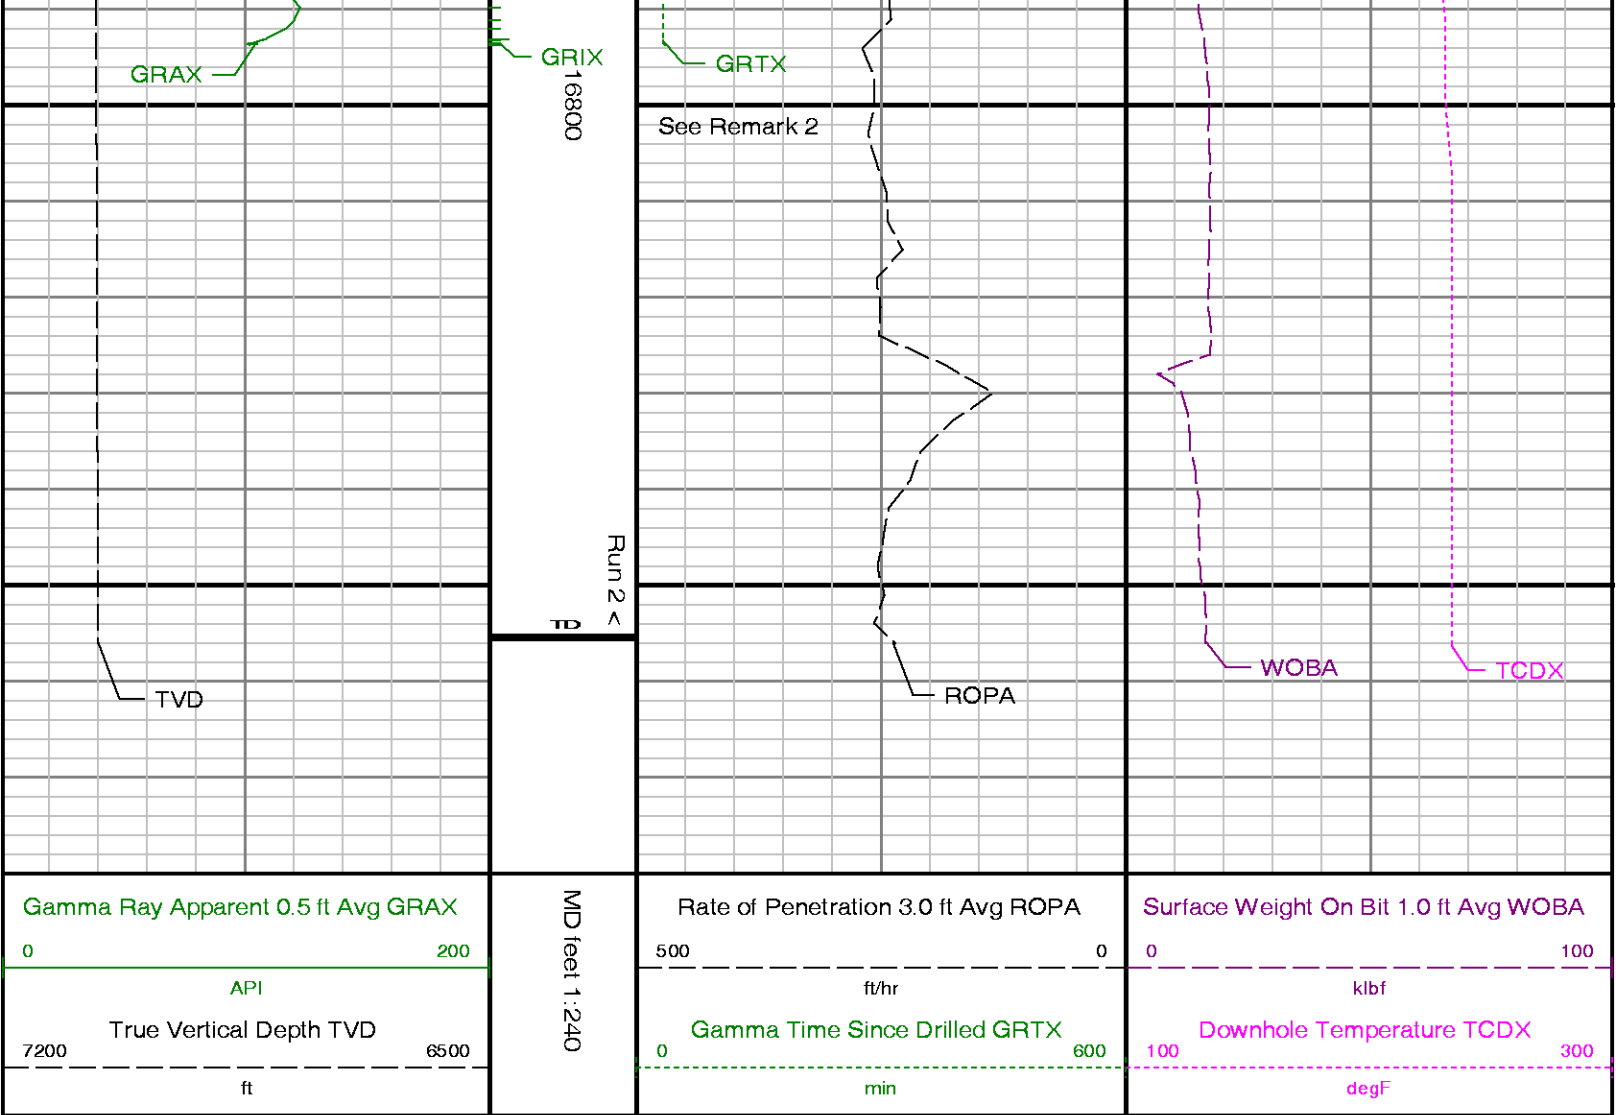 GRAX
GRIX
GRTX
16800
See Remark 2
Run 2 <
TD
TVD
ROPA
WOBA
TCDX
Gamma Ray Apparent 0.5 ft Avg GRAX
0 200
API
True Vertical Depth TVD
7200 6500
ft
MD feet 1:240
Rate of Penetration 3.0 ft Avg ROPA
500 0
ft/hr
Gamma Time Since Drilled GRTX
0 600
min
Surface Weight On Bit 1.0 ft Avg WOBA
0 100
klbf
Downhole Temperature TCDX
100 300
degF